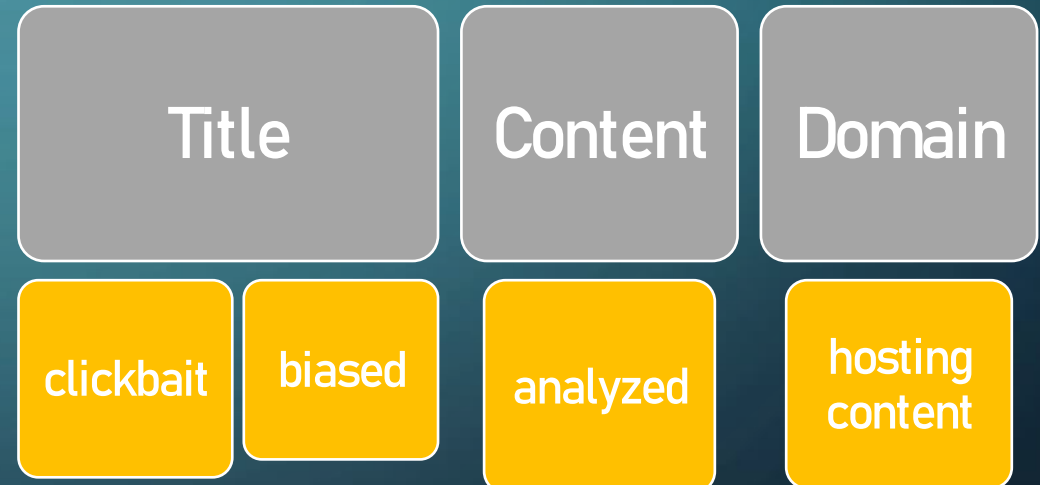 Title
Content
Domain
clickbait
biased
analyzed
hosting
content